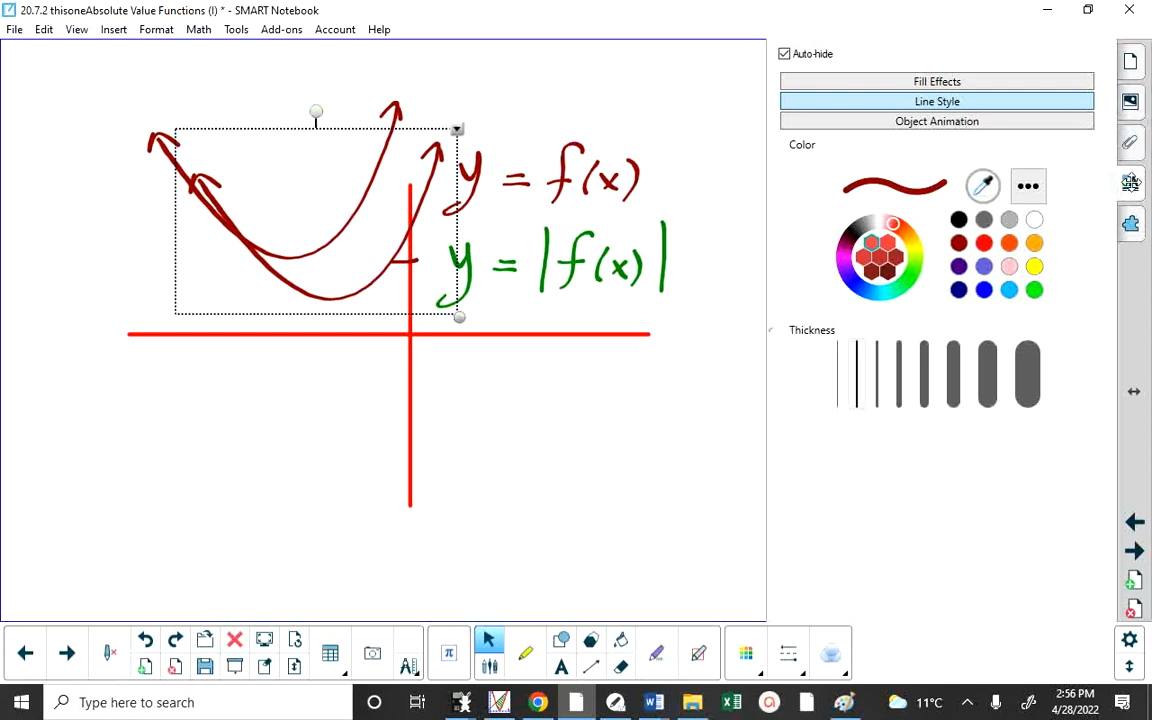 20.7.2 thisoneAbsolute Value Functions (I) * - SMART Notebook
File Edit View Insert Format Math Tools Add-ons Account Help
Auto-hide
Fill Effects
Line Style
Object Animation
Color
y = f(x)
y = |f(x)|
Thickness
π
A
A
Type here to search
11°C
2:56 PM
4/28/2022